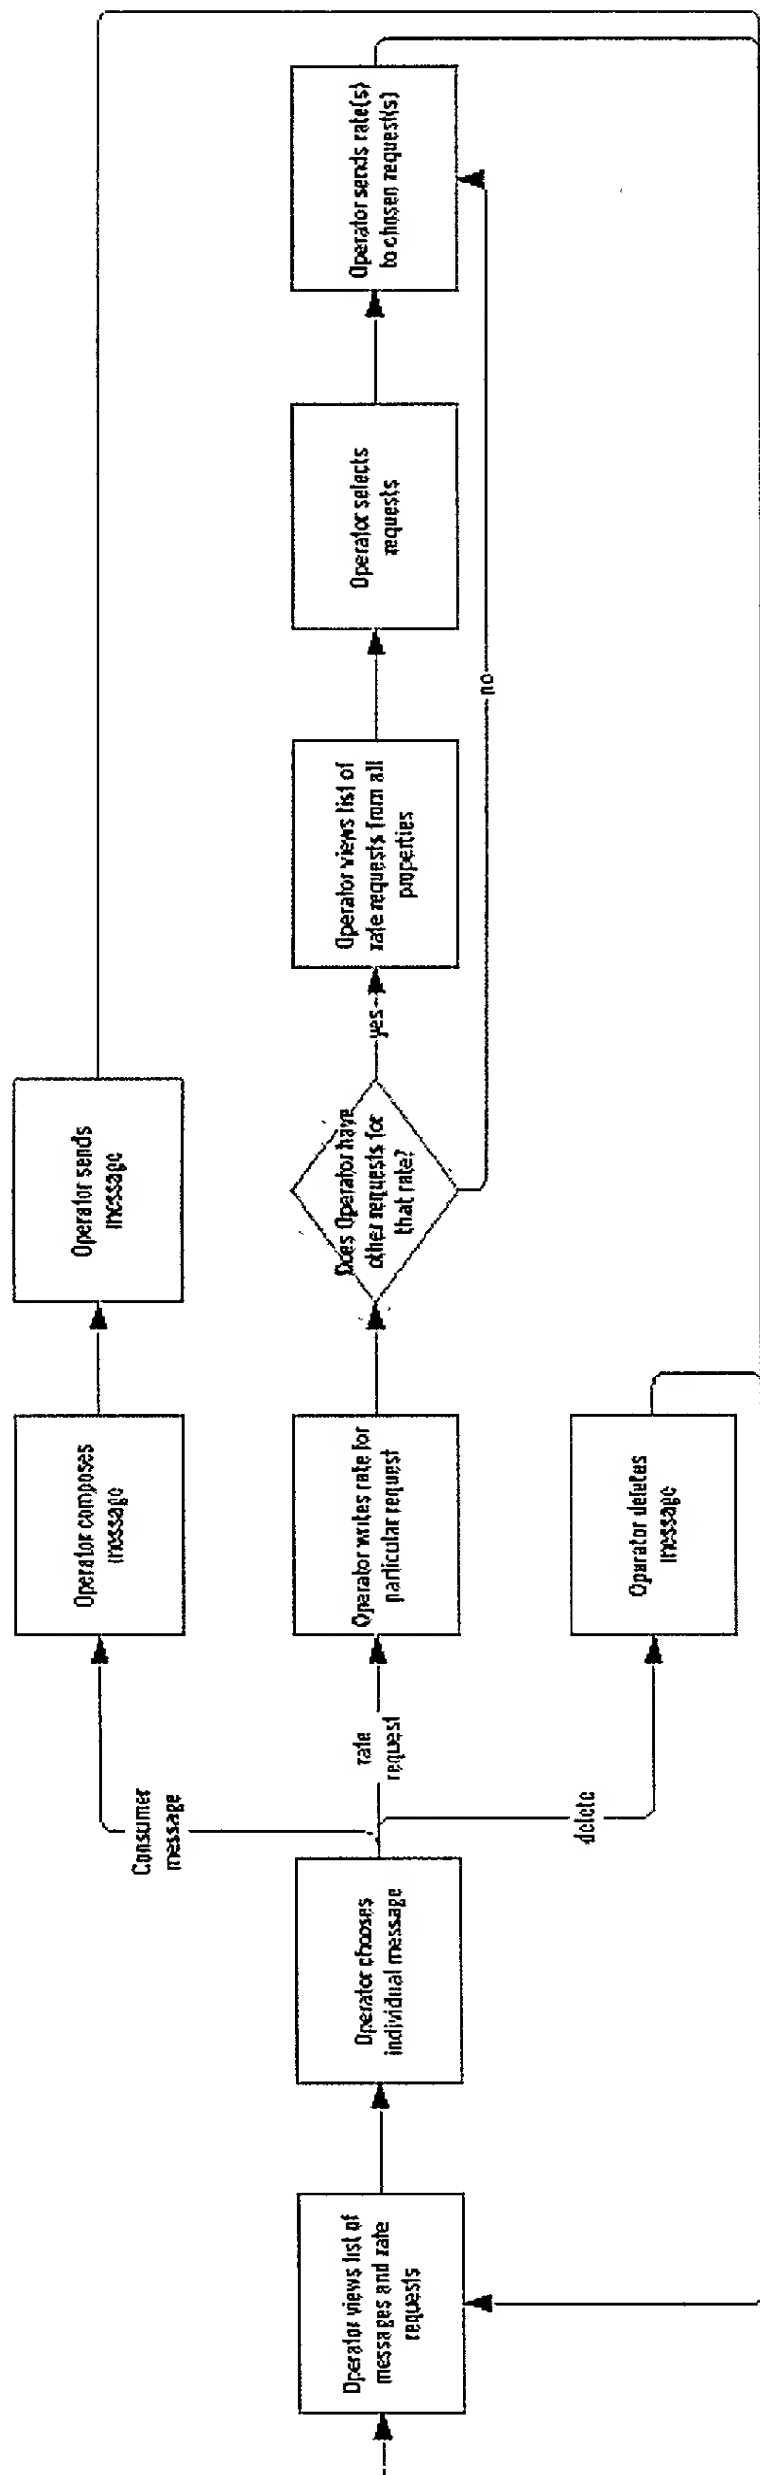 Operator views list of
messages and rate
requests
Operator chooses
individual message
Consumer
message
rate
request
delete
Operator composes
message
Operator sends
message
Operator writes rate for
particular request
Does Operator have
other requests for
that rate?
yes
no
Operator views list of
rate requests from all
properties
Operator selects
requests
Operator sends rate(s)
to chosen request(s)
Operator deletes
message